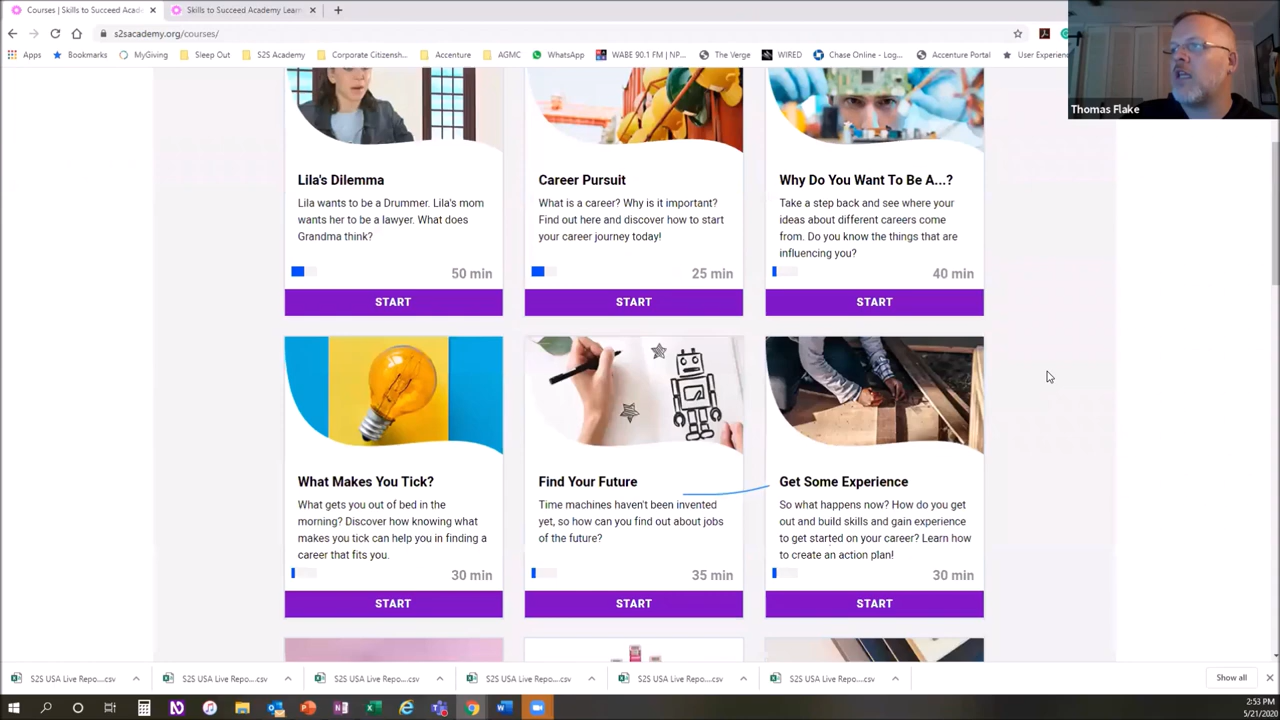 Courses | Skills to Succeed Acad
Skills to Succeed Academy Learn
s2sacademy.org/courses/
Apps
Bookmarks
MyGiving
Sleep Out
S2S Academy
Corporate Citizensh...
Accenture
AGMC
WhatsApp
WABE 90.1 FM | NP...
The Verge
WIRED
Chase Online - Log...
Accenture Portal
User Experien
Thomas Flake
Lila's Dilemma
Lila wants to be a Drummer. Lila's mom
wants her to be a lawyer. What does
Grandma think?
50 min
START
Career Pursuit
What is a career? Why is it important?
Find out here and discover how to start
your career journey today!
25 min
START
Why Do You Want To Be A...?
Take a step back and see where your
ideas about different careers come
from. Do you know the things that are
influencing you?
40 min
START
What Makes You Tick?
What gets you out of bed in the
morning? Discover how knowing what
makes you tick can help you in finding a
career that fits you.
30 min
START
Find Your Future
Time machines haven't been invented
yet, so how can you find out about jobs
of the future?
35 min
START
Get Some Experience
So what happens now? How do you get
out and build skills and gain experience
to get started on your career? Learn how
to create an action plan!
30 min
START
S2S USA Live Repo....csv
S2S USA Live Repo....csv
S2S USA Live Repo....csv
S2S USA Live Repo....csv
S2S USA Live Repo....csv
S2S USA Live Repo....csv
Show all
2:53 PM
5/21/2020